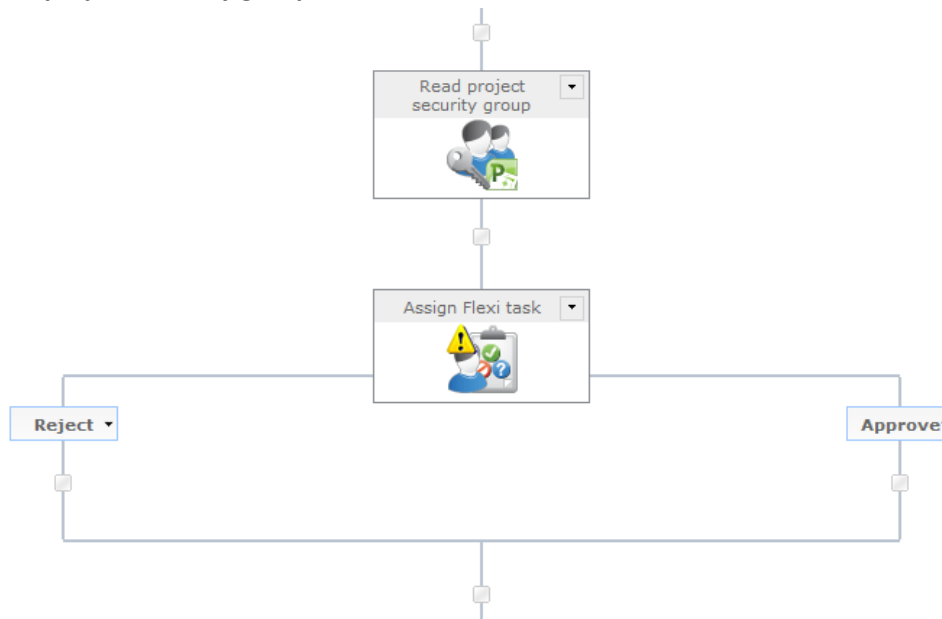 Read project
security group
P
Assign Flexi task
Reject
Approve